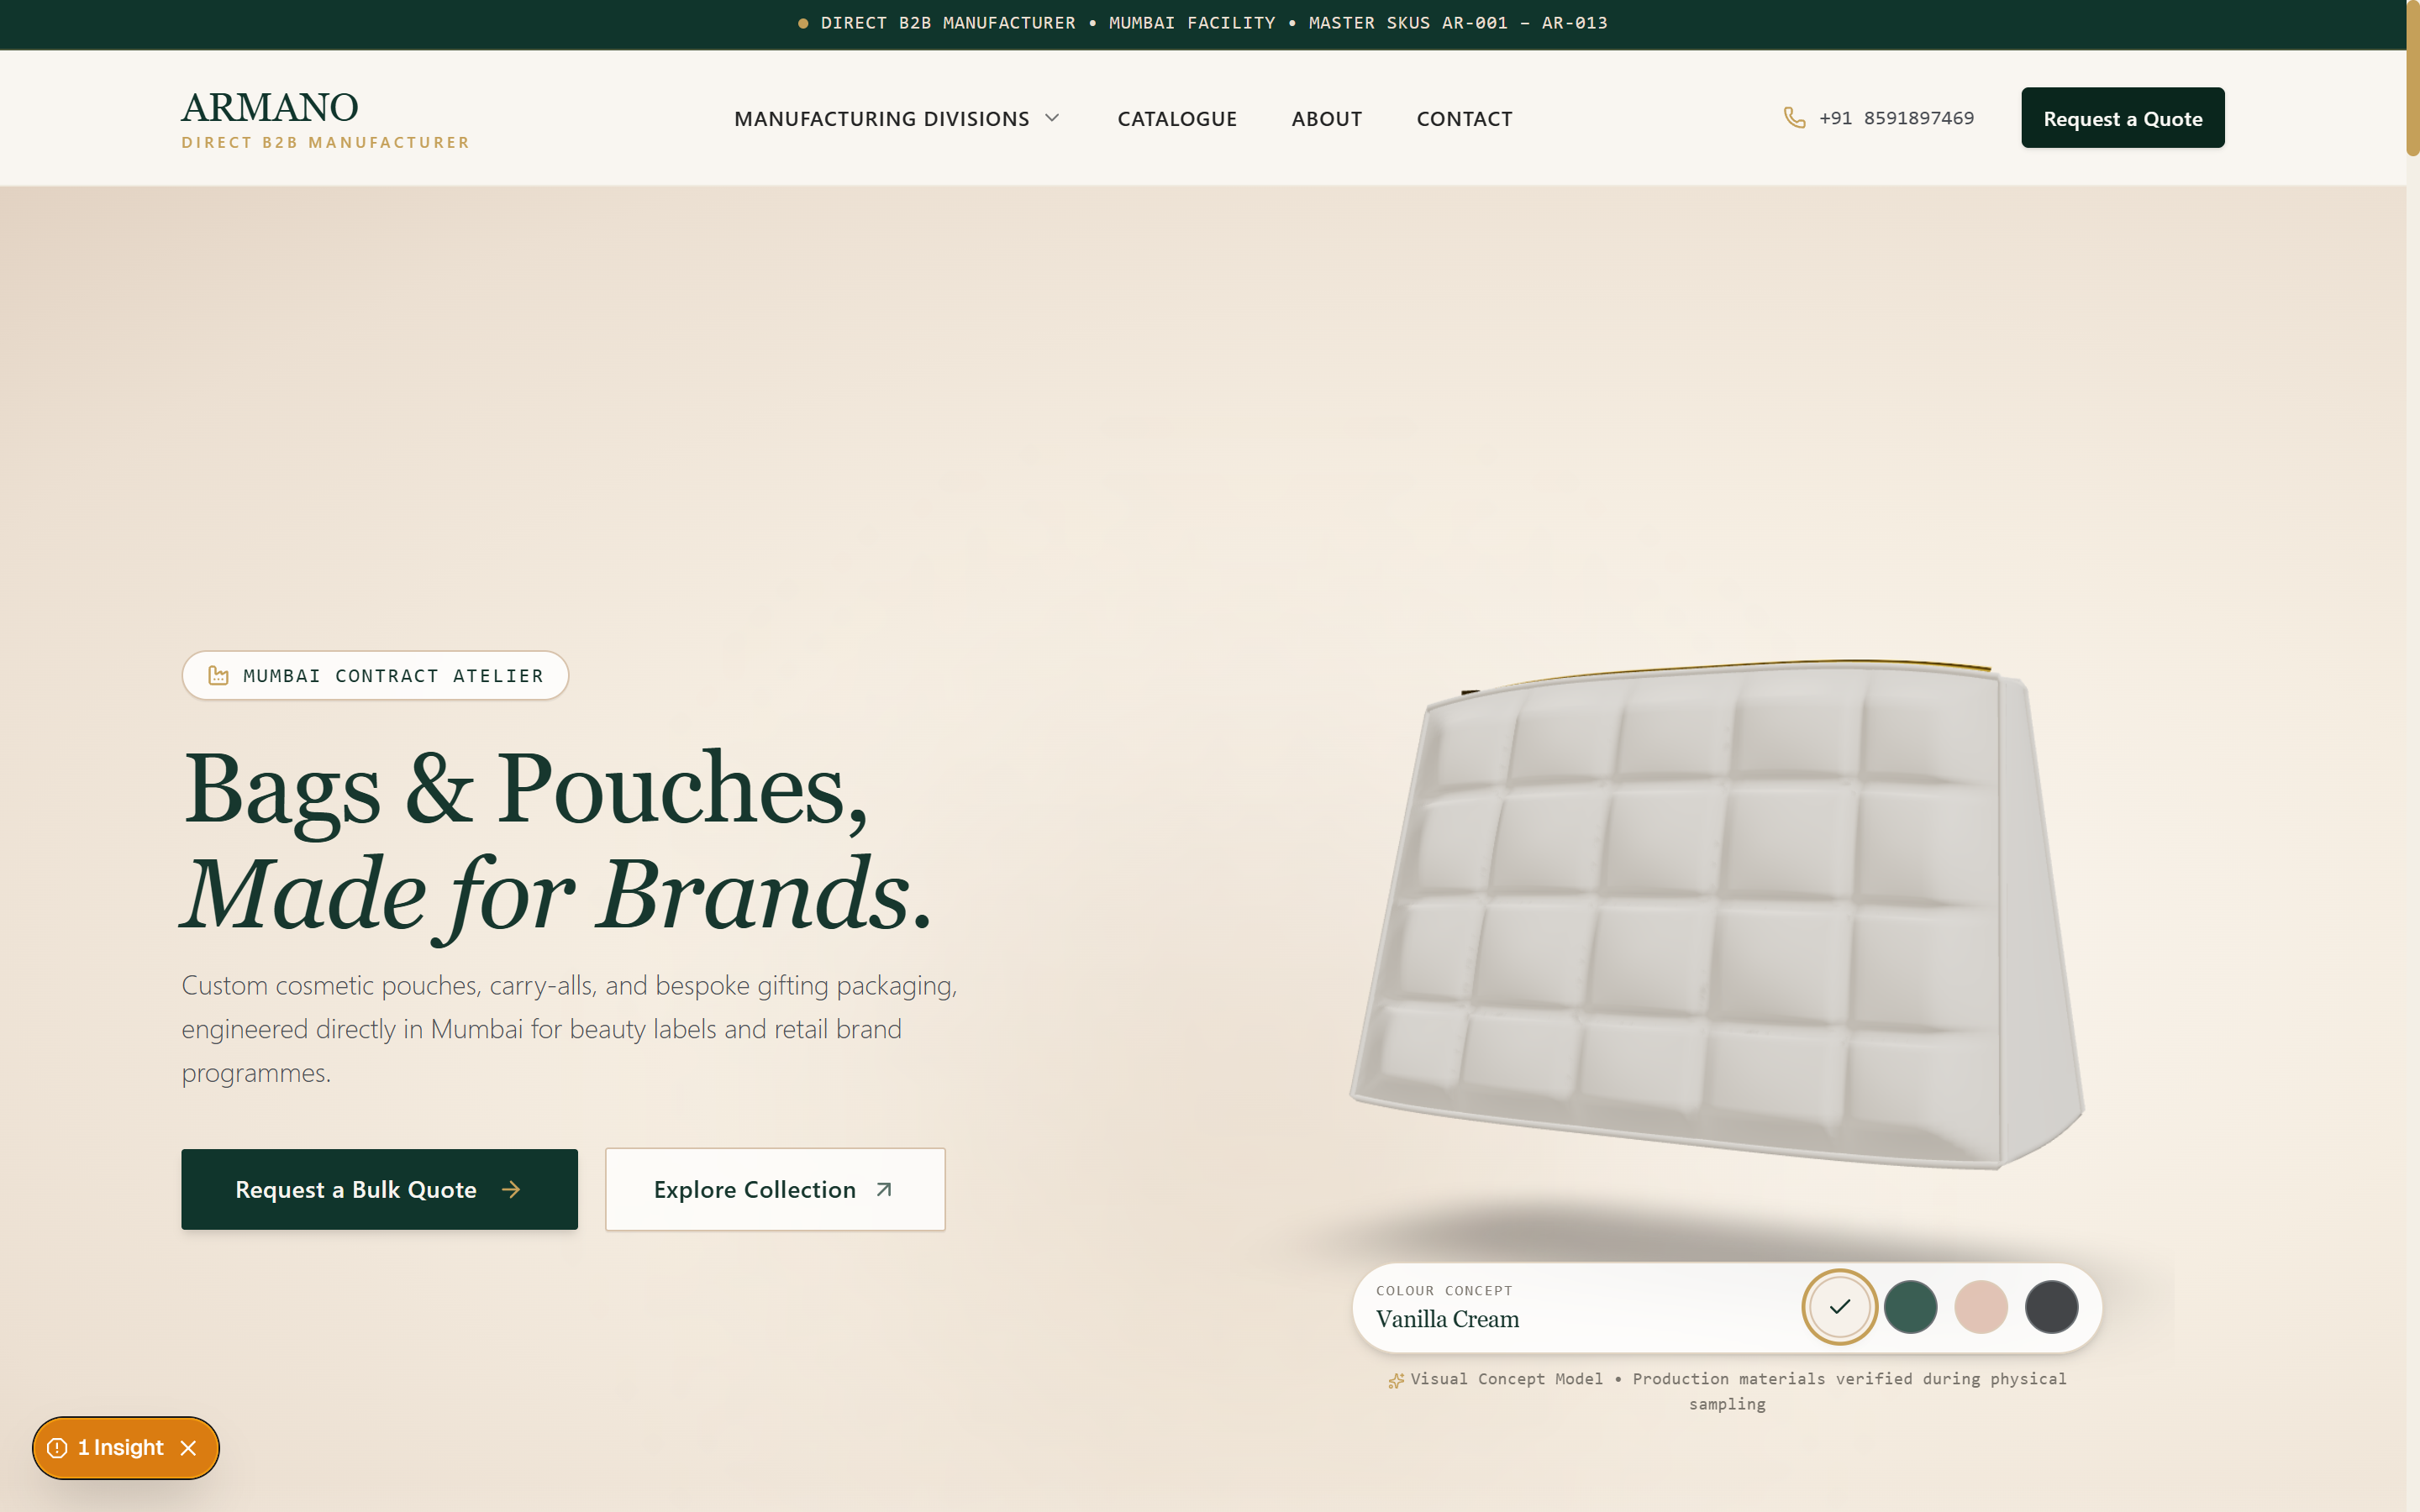 DIRECT B2B MANUFACTURER • MUMBAI FACILITY • MASTER SKUS AR-001 – AR-013
ARMANO
DIRECT B2B MANUFACTURER
MANUFACTURING DIVISIONS
CATALOGUE
ABOUT
CONTACT
+91 8591897469
Request a Quote
MUMBAI CONTRACT ATELIER
Bags & Pouches,
Made for Brands.
Custom cosmetic pouches, carry-alls, and bespoke gifting packaging,
engineered directly in Mumbai for beauty labels and retail brand
programmes.
Request a Bulk Quote
Explore Collection
COLOUR CONCEPT
Vanilla Cream
Visual Concept Model • Production materials verified during physical
sampling
1 Insight